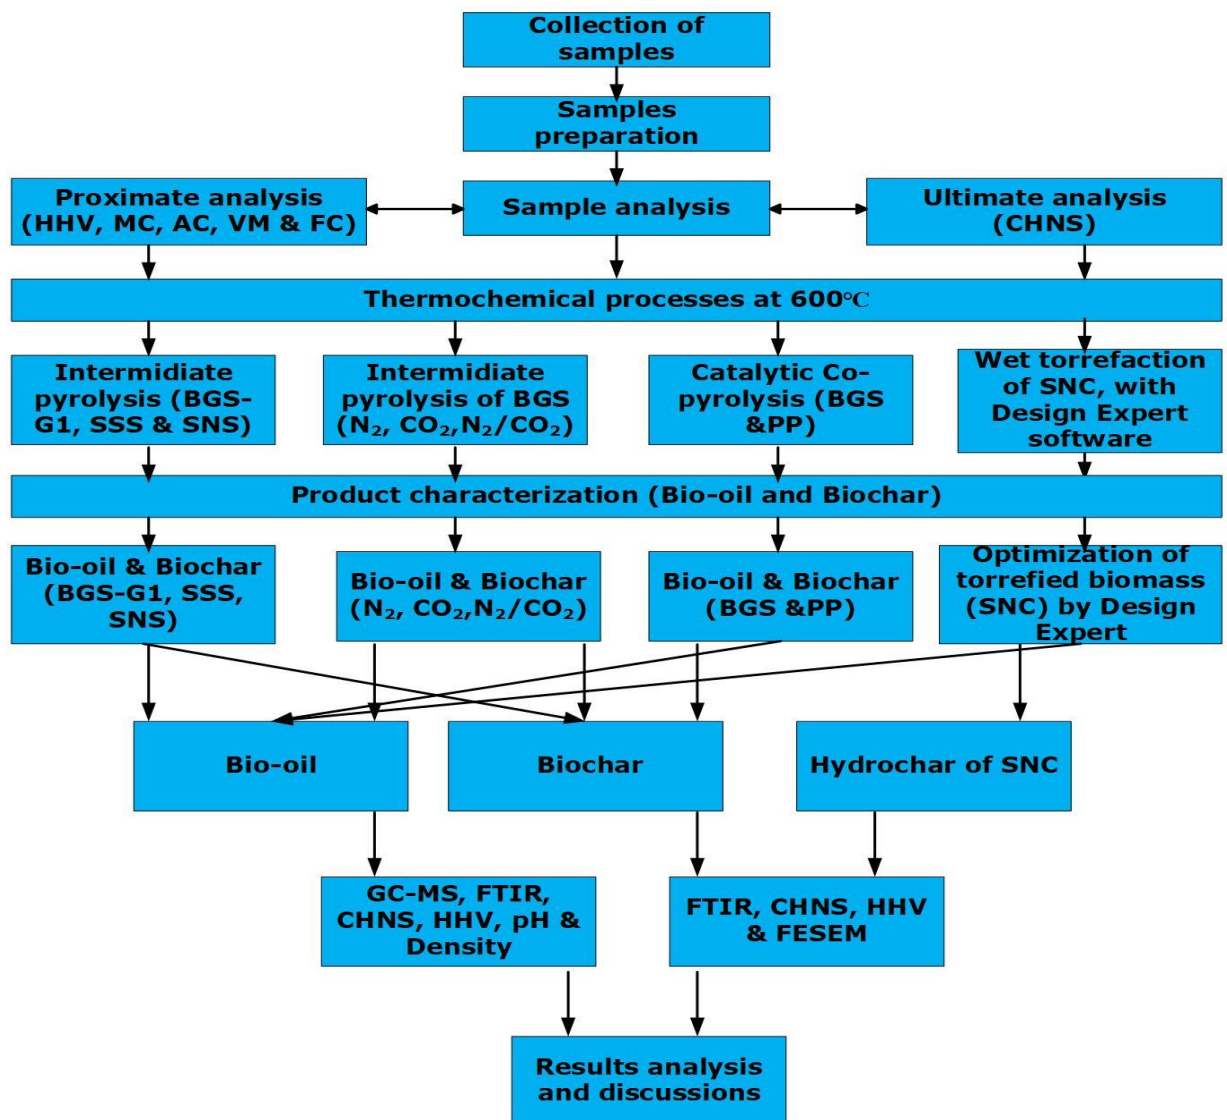 Collection of
samples
Samples
preparation
Proximate analysis
(HHV, MC, AC, VM & FC)
Sample analysis
Ultimate analysis
(CHNS)
Thermochemical processes at 600℃
Intermidiate
pyrolysis (BGS-
G1, SSS & SNS)
Intermidiate
pyrolysis of BGS
(N₂, CO₂,N₂/CO₂)
Catalytic Co-
pyrolysis (BGS
&PP)
Wet torrefaction
of SNC, with
Design Expert
software
Product characterization (Bio-oil and Biochar)
Bio-oil & Biochar
(BGS-G1, SSS,
SNS)
Bio-oil & Biochar
(N₂, CO₂,N₂/CO₂)
Bio-oil & Biochar
(BGS &PP)
Optimization of
torrefied biomass
(SNC) by Design
Expert
Bio-oil
Biochar
Hydrochar of SNC
GC-MS, FTIR,
CHNS, HHV, pH &
Density
FTIR, CHNS, HHV
& FESEM
Results analysis
and discussions